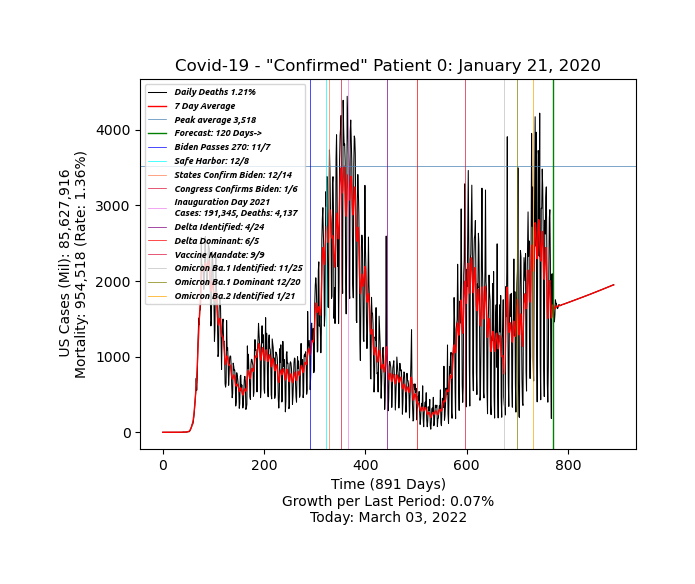 Covid-19 - "Confirmed" Patient 0: January 21, 2020
Daily Deaths 1.21%
7 Day Average
Peak average 3,518
Forecast: 120 Days->
Biden Passes 270: 11/7
Safe Harbor: 12/8
States Confirm Biden: 12/14
Congress Confirms Biden: 1/6
Inauguration Day 2021
Cases: 191,345, Deaths: 4,137
Delta Identified: 4/24
Delta Dominant: 6/5
Vaccine Mandate: 9/9
Omicron Ba.1 Identified: 11/25
Omicron Ba.1 Dominant 12/20
Omicron Ba.2 Identified 1/21
US Cases (Mil): 85,627,916
Mortality: 954,518 (Rate: 1.36%)
4000
3000
2000
1000
0
0 200 400 600 800
Time (891 Days)
Growth per Last Period: 0.07%
Today: March 03, 2022